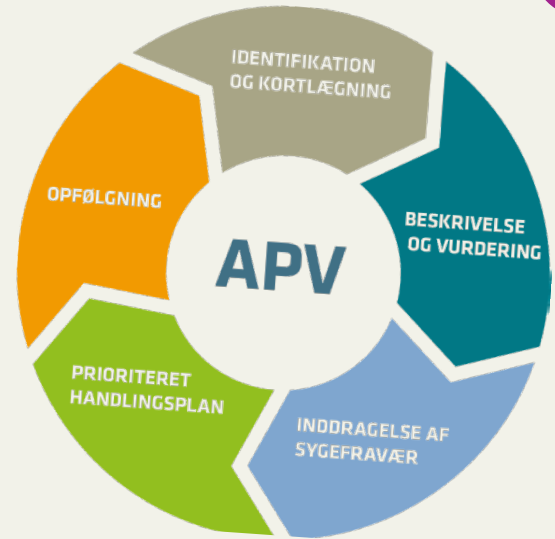 IDENTIFIKATION
OG KORTLÆGNING
BESKRIVELSE
OG VURDERING
INDDRAGELSE AF
SYGEFRAVÆR
PRIORITERET
HANDLINGSPLAN
OPFØLGNING
APV